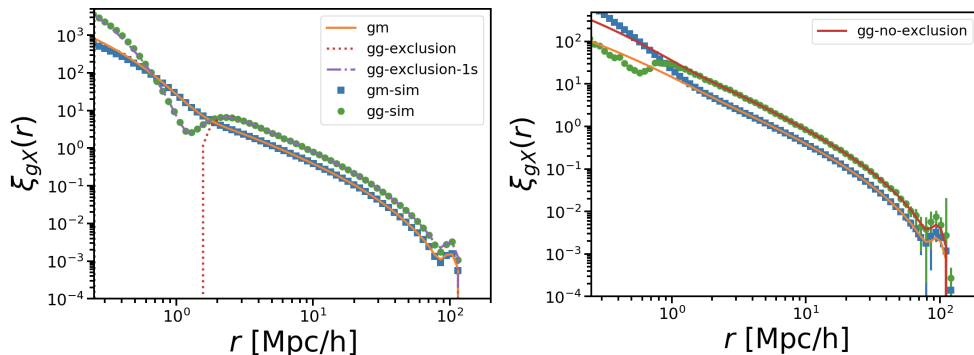 10³
10²
10¹
10⁰
10⁻¹
10⁻²
10⁻³
10⁻⁴
ξgX(r)
gm
gg-exclusion
gg-exclusion-1s
gm-sim
gg-sim
10⁰
10¹
10²
r [Mpc/h]
10²
10¹
10⁰
10⁻¹
10⁻²
10⁻³
10⁻⁴
ξgX(r)
gg-no-exclusion
10⁰
10¹
10²
r [Mpc/h]